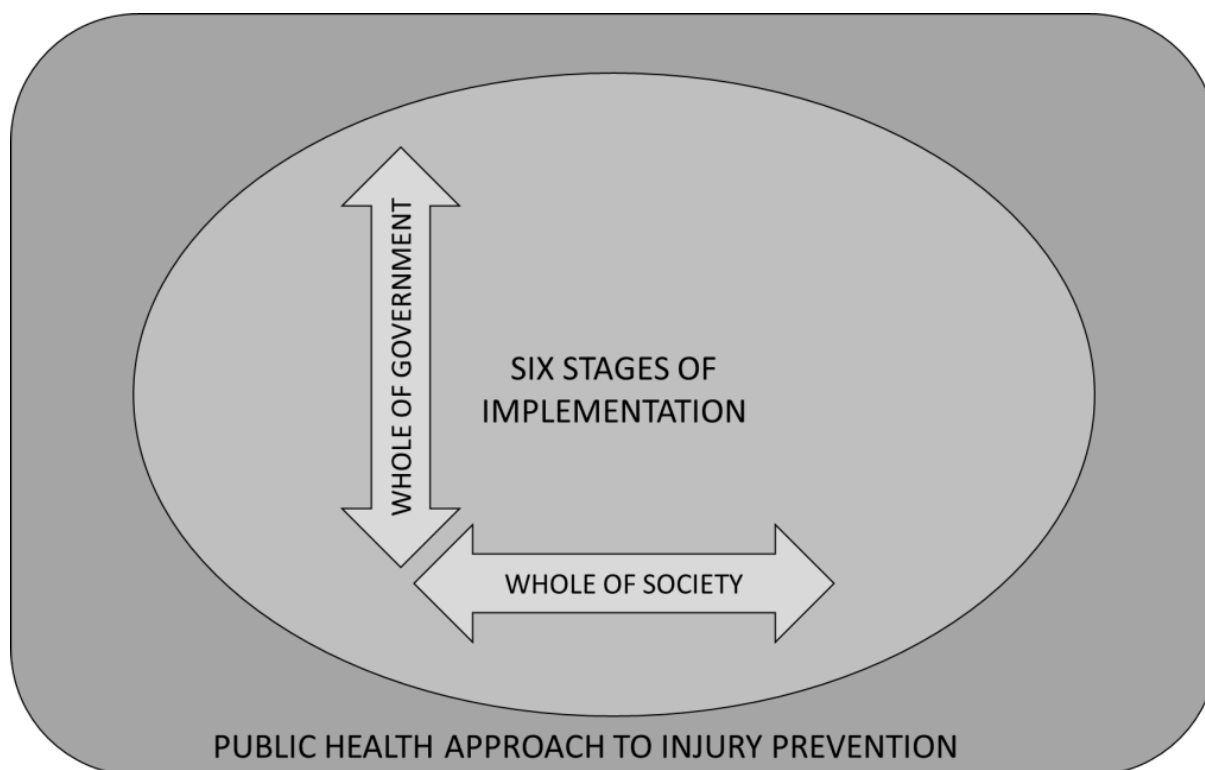 WHOLE OF GOVERNMENT
SIX STAGES OF
IMPLEMENTATION
WHOLE OF SOCIETY
PUBLIC HEALTH APPROACH TO INJURY PREVENTION